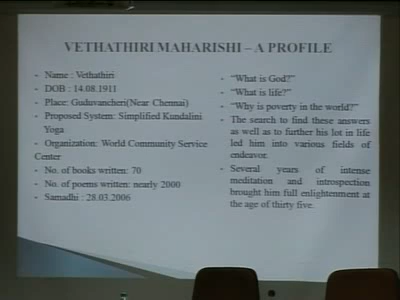 VETHATHIRI MAHARISHI – A PROFILE
- Name : Vethathiri
- DOB : 14.08.1911
- Place: Guduvancheri(Near Chennai)
- Proposed System: Simplified Kundalini
Yoga
- Organization: World Community Service
Center
- No. of books written: 70
- No. of poems written: nearly 2000
- Samadhi : 28.03.2006
- "What is God?"
- "What is life?"
- "Why is poverty in the world?"
- The search to find these answers
as well as to further his lot in life
led him into various fields of
endeavor.
- Several years of intense
meditation and introspection
brought him full enlightenment at
the age of thirty five.